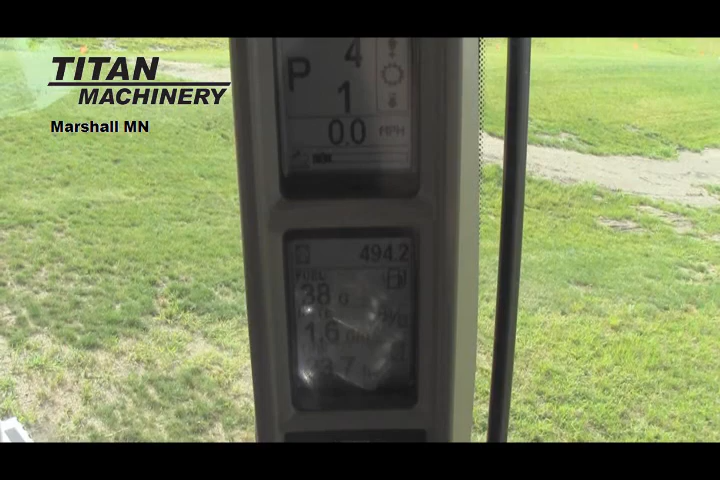 TITAN
MACHINERY
Marshall MN
4
P
1
0.0 MPH
494.2
FUEL
38 G
1.6